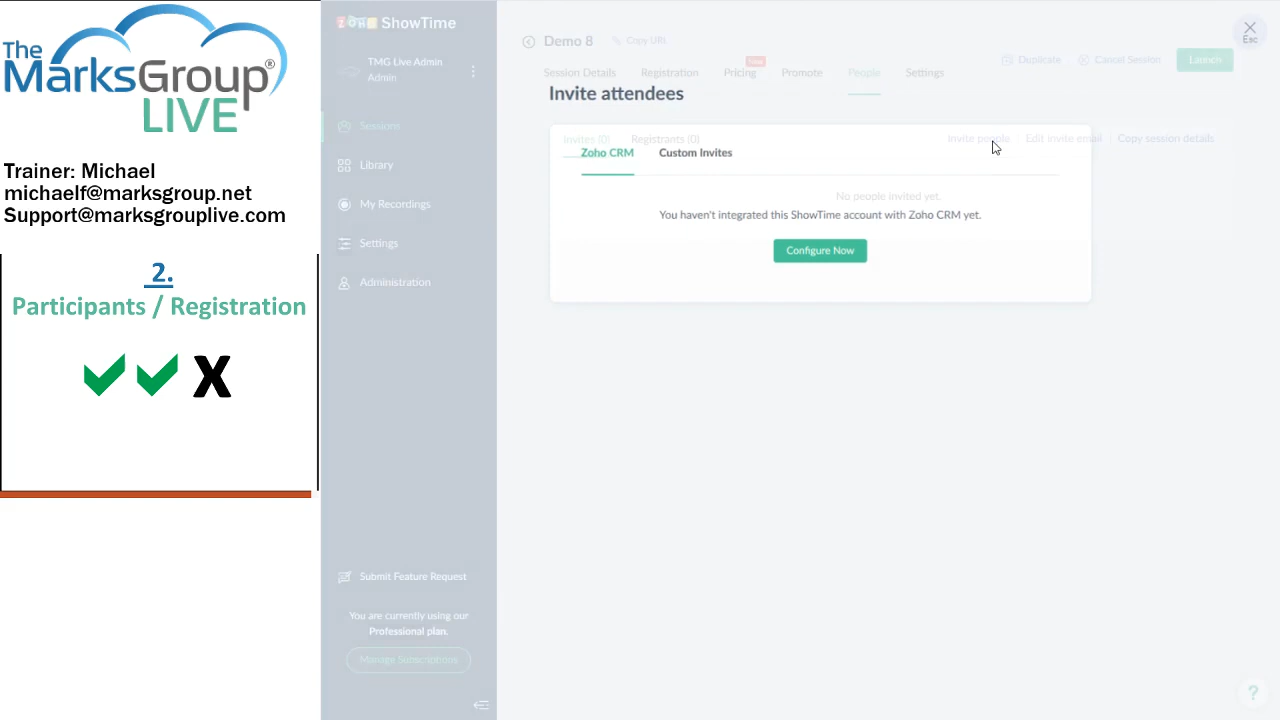 The
MarksGroup®
LIVE
Trainer: Michael
michaelf@marksgroup.net
Support@marksgrouplive.com
2.
Participants / Registration
X
ZOHO ShowTime
TMG Live Admin
Admin
Sessions
Library
My Recordings
Settings
Administration
Submit Feature Request
You are currently using our
Professional plan.
Manage Subscriptions
Demo 8
Copy URL
Esc
Duplicate
Cancel Session
Launch
New
Session Details
Registration
Pricing
Promote
People
Settings
Invite attendees
Invites (0)
Registrants (0)
Invite people
Edit invite email
Copy session details
Zoho CRM
Custom Invites
No people invited yet.
You haven't integrated this ShowTime account with Zoho CRM yet.
Configure Now
?